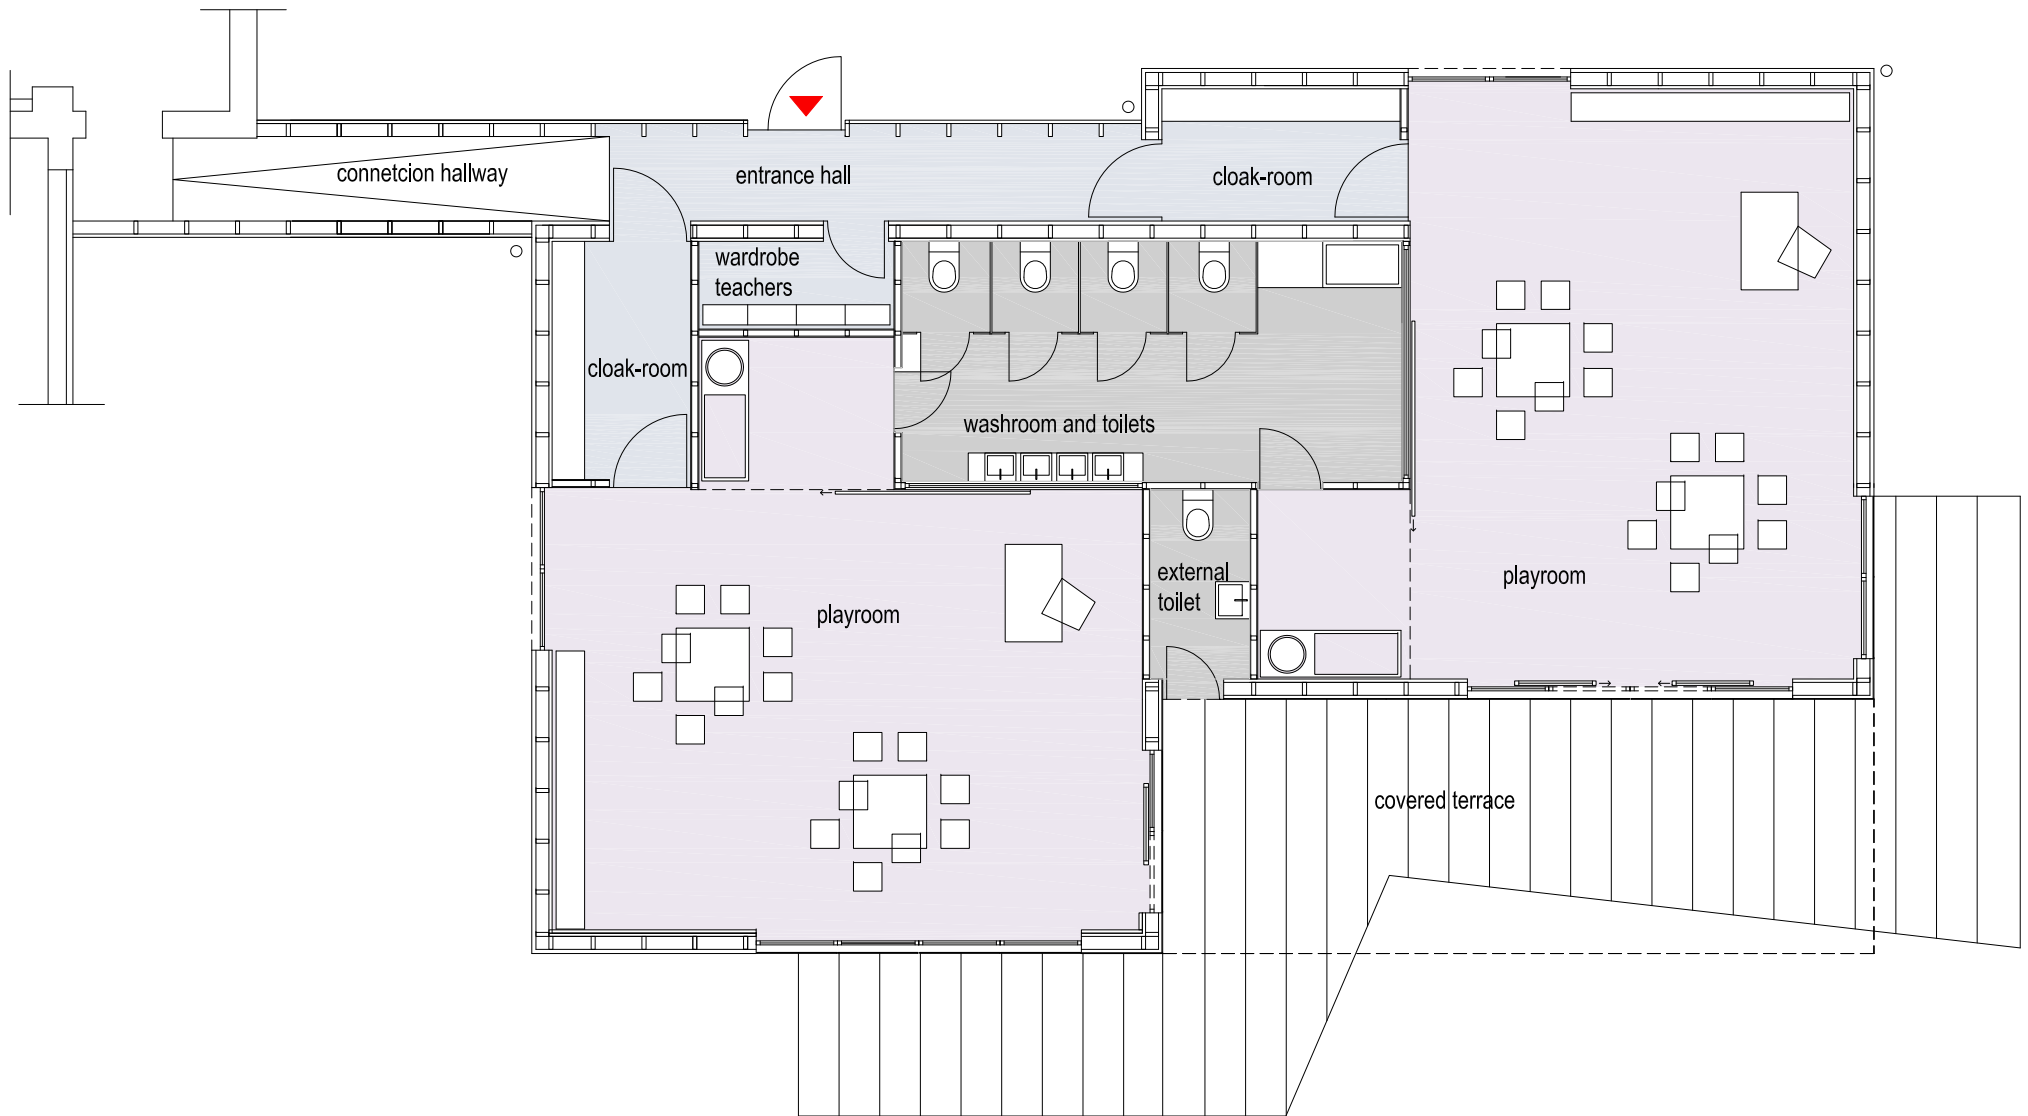 connetcion hallway
entrance hall
cloak-room
wardrobe
teachers
cloak-room
washroom and toilets
external
toilet
playroom
playroom
covered terrace